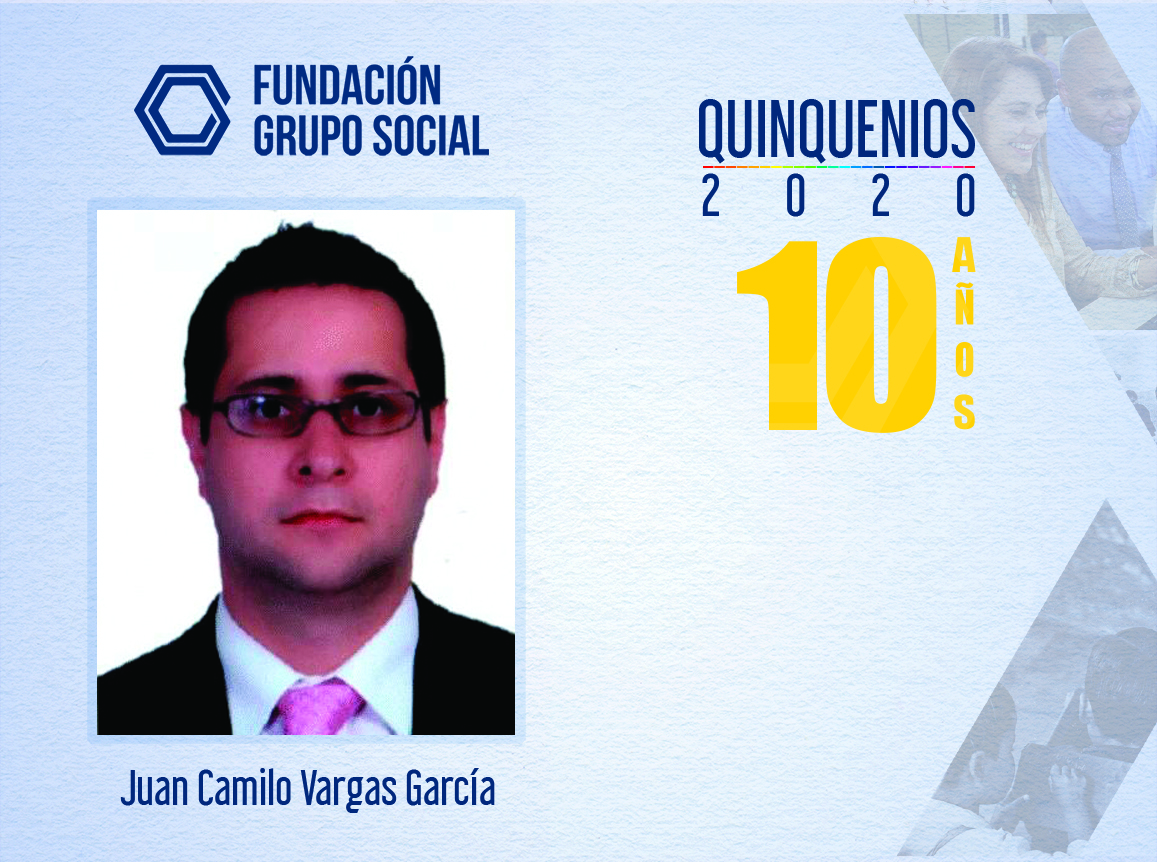 FUNDACIÓN
GRUPO SOCIAL
QUINQUENIOS
2020
10 AÑOS
Juan Camilo Vargas García